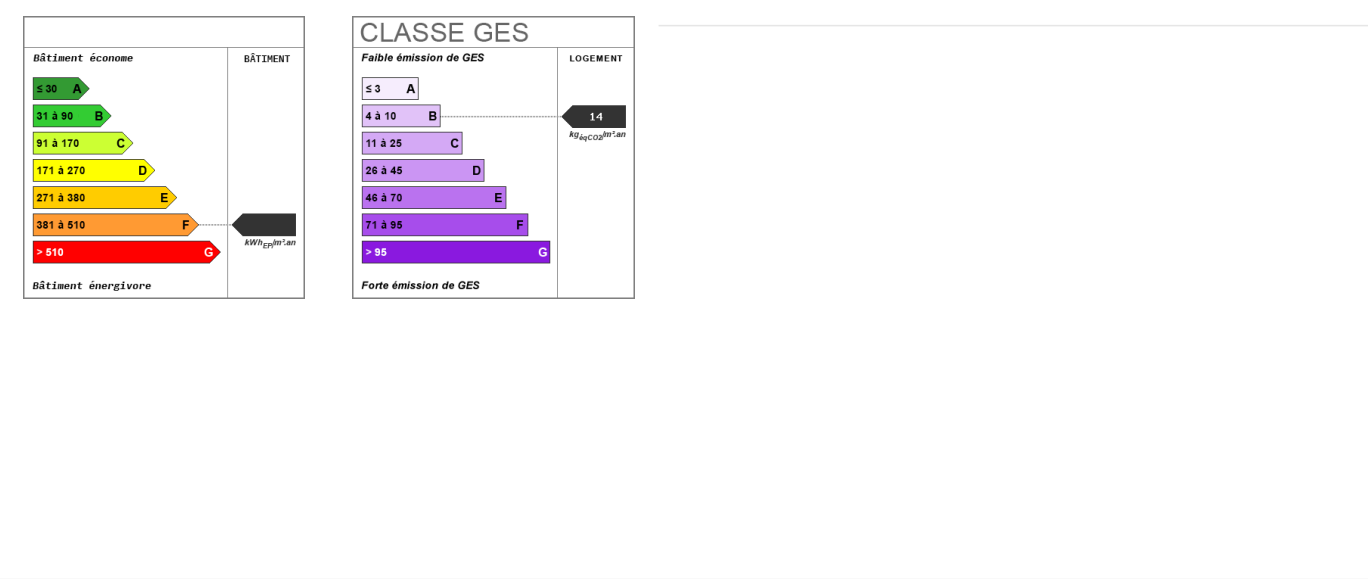 Bâtiment économe
BÂTIMENT
≤ 30 A
31 à 90 B
91 à 170 C
171 à 270 D
271 à 380 E
381 à 510 F
kWhEP/m².an
> 510 G
Bâtiment énergivore
CLASSE GES
Faible émission de GES
LOGEMENT
≤ 3 A
4 à 10 B
14
kgéqCO2/m².an
11 à 25 C
26 à 45 D
46 à 70 E
71 à 95 F
> 95 G
Forte émission de GES